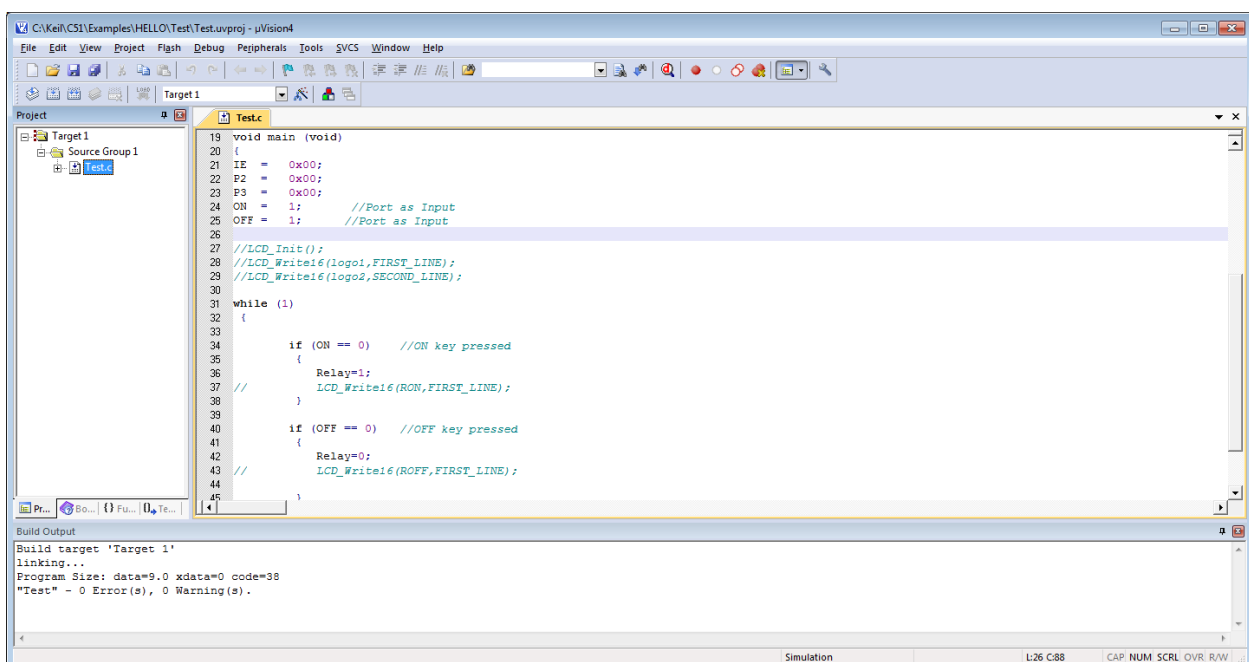 C:\Keil\C51\Examples\HELLO\Test\Test.uvproj - µVision4
File Edit View Project Flash Debug Peripherals Tools SVCS Window Help
LOAD Target 1
Project
Test.c
Target 1
Source Group 1
Test.c
19 void main (void)
20 {
21 IE = 0x00;
22 P2 = 0x00;
23 P3 = 0x00;
24 ON = 1; //Port as Input
25 OFF = 1; //Port as Input
26
27 //LCD_Init();
28 //LCD_Write16(logo1,FIRST_LINE);
29 //LCD_Write16(logo2,SECOND_LINE);
30
31 while (1)
32 {
33
34 if (ON == 0) //ON key pressed
35 {
36 Relay=1;
37 // LCD_Write16(RON,FIRST_LINE);
38 }
39
40 if (OFF == 0) //OFF key pressed
41 {
42 Relay=0;
43 // LCD_Write16(ROFF,FIRST_LINE);
44
45 }
Pr... Bo... {} Fu... 0 Te...
Build Output
Build target 'Target 1'
linking...
Program Size: data=9.0 xdata=0 code=38
"Test" - 0 Error(s), 0 Warning(s).
Simulation L:26 C:88 CAP NUM SCRL OVR R/W